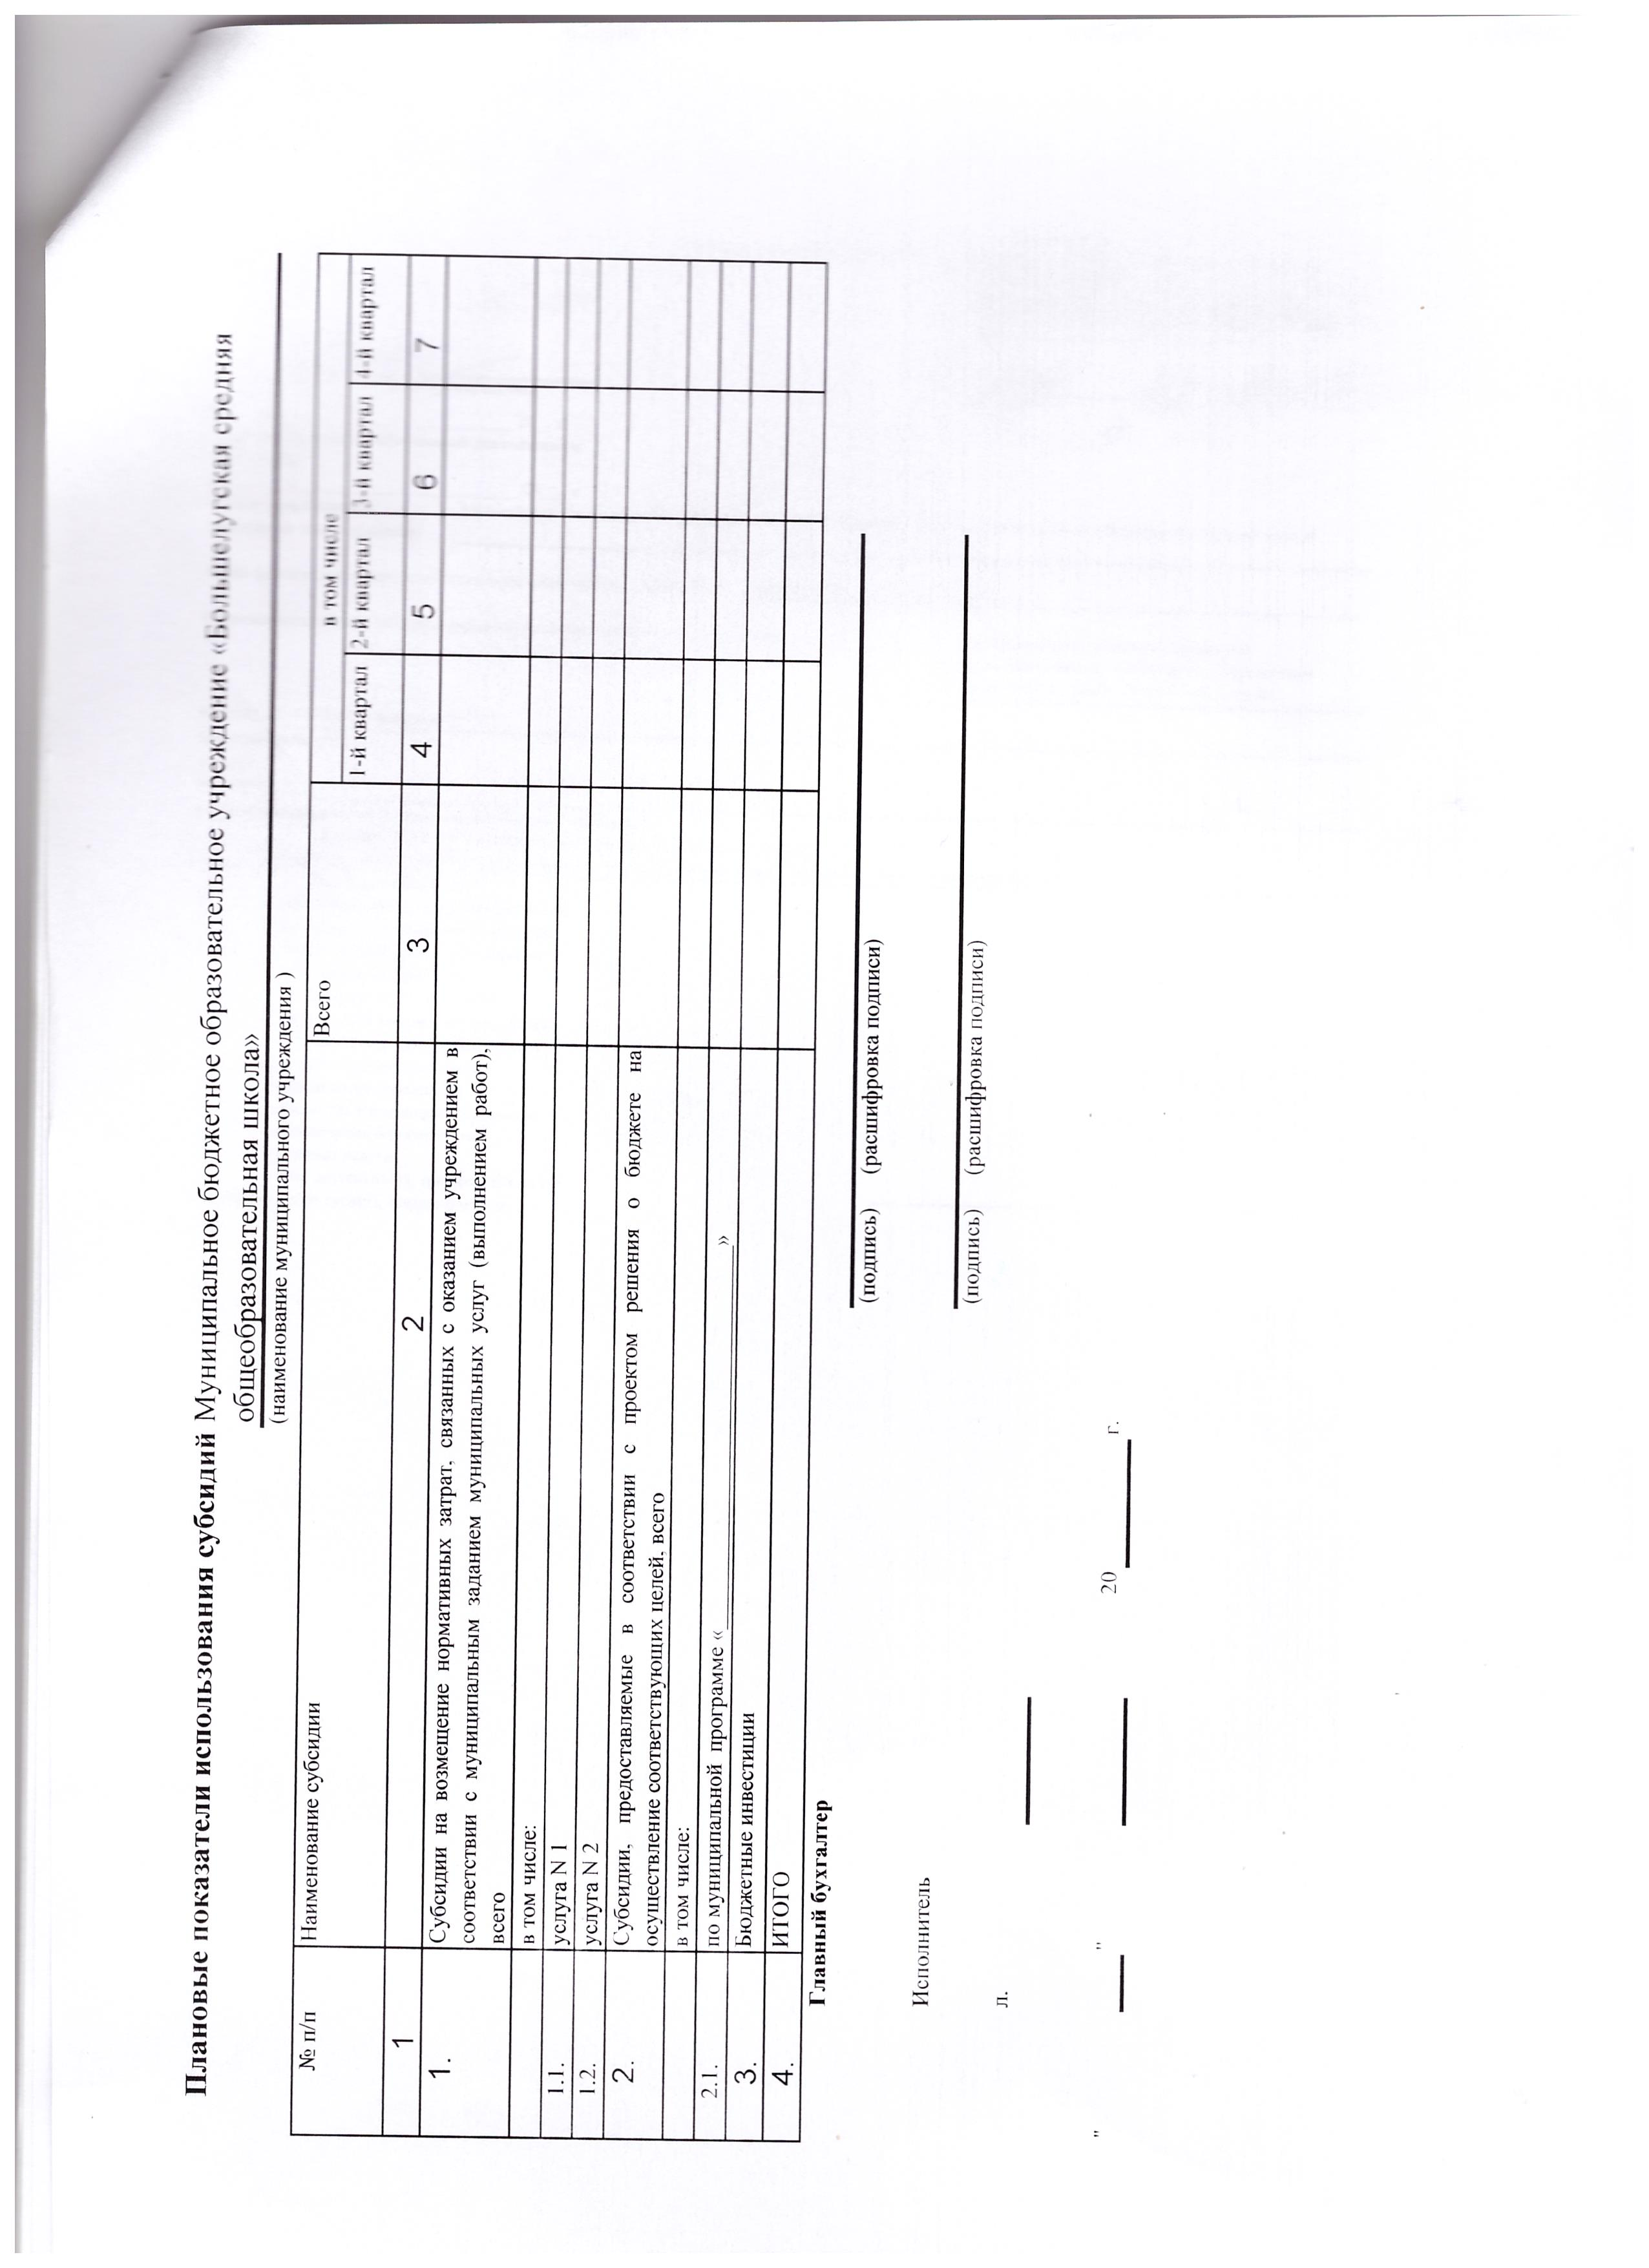 Плановые показатели использования субсидий Муниципальное бюджетное образовательное учреждение «Большелугская средняя
общеобразовательная школа»
(наименование муниципального учреждения )
№ п/п Наименование субсидии Всего в том числе
1-й квартал 2-й квартал 3-й квартал 4-й квартал
1 2 3 4 5 6 7
1. Субсидии на возмещение нормативных затрат, связанных с оказанием учреждением в
соответствии с муниципальным заданием муниципальных услуг (выполнением работ),
всего
в том числе:
1.1. услуга N 1
1.2. услуга N 2
2. Субсидии, предоставляемые в соответствии с проектом решения о бюджете на
осуществление соответствующих целей, всего
в том числе:
2.1. по муниципальной программе «______________________________»
3. Бюджетные инвестиции
4. ИТОГО
Главный бухгалтер
(подпись) (расшифровка подписи)
Исполнитель
(подпись) (расшифровка подписи)
л.
" " 20 г.